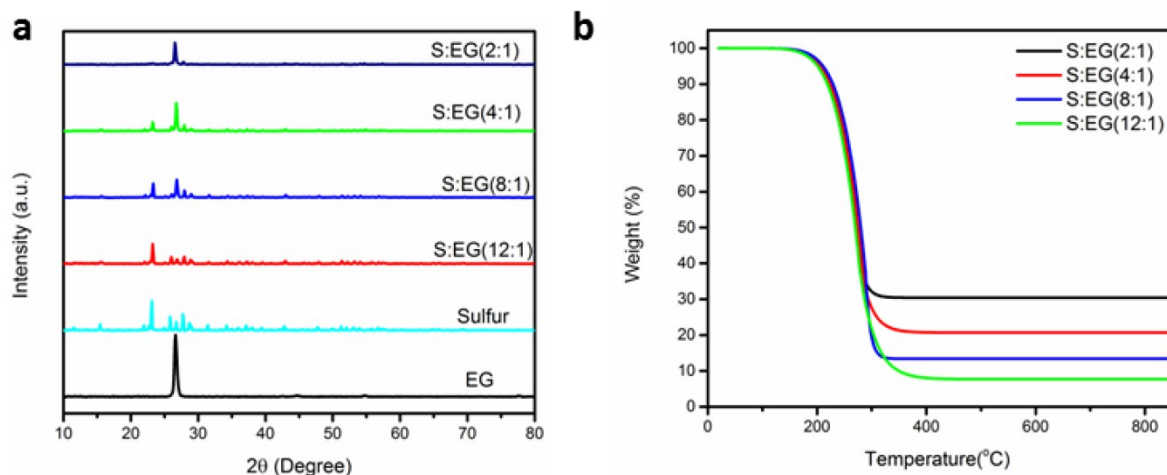 a
S:EG(2:1)
S:EG(4:1)
S:EG(8:1)
S:EG(12:1)
Sulfur
EG
Intensity (a.u.)
10 20 30 40 50 60 70 80
2θ (Degree)
b
S:EG(2:1)
S:EG(4:1)
S:EG(8:1)
S:EG(12:1)
100
90
80
70
60
50
40
30
20
10
0
Weight (%)
0 200 400 600 800
Temperature(°C)